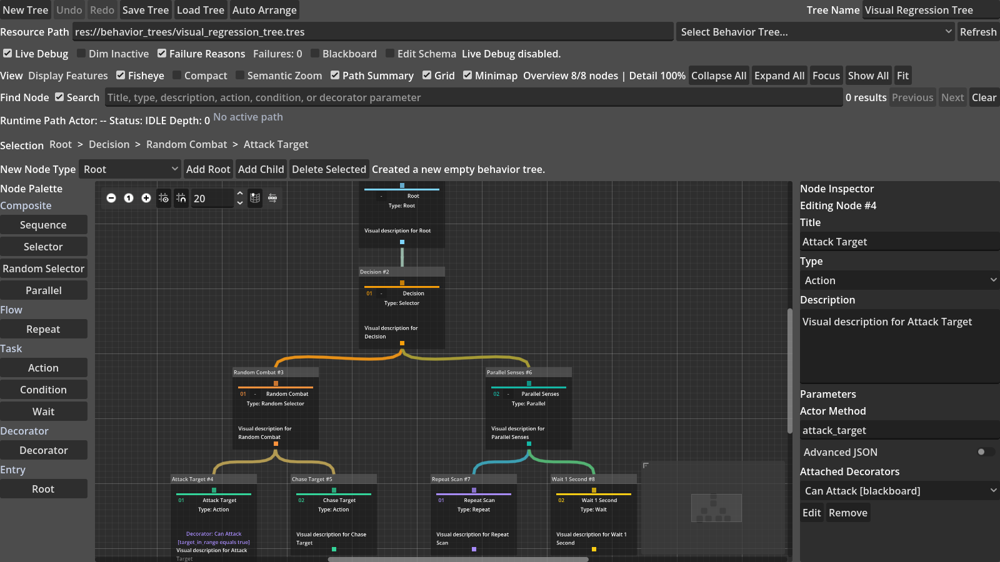 New Tree Undo Redo Save Tree Load Tree Auto Arrange Tree Name Visual Regression Tree
Resource Path res://behavior_trees/visual_regression_tree.tres Select Behavior Tree... Refresh
Live Debug Dim Inactive Failure Reasons Failures: 0 Blackboard Edit Schema Live Debug disabled.
View Display Features Fisheye Compact Semantic Zoom Path Summary Grid Minimap Overview 8/8 nodes | Detail 100% Collapse All Expand All Focus Show All Fit
Find Node Search Title, type, description, action, condition, or decorator parameter 0 results Previous Next Clear
Runtime Path Actor: -- Status: IDLE Depth: 0 No active path
Selection Root > Decision > Random Combat > Attack Target
New Node Type Root Add Root Add Child Delete Selected Created a new empty behavior tree.
Node Palette
Composite
Sequence
Selector
Random Selector
Parallel
Flow
Repeat
Task
Action
Condition
Wait
Decorator
Decorator
Entry
Root
1 20
- Root
Type: Root
Visual description for Root
Decision #2
01 - Decision
Type: Selector
Visual description for
Decision
Random Combat #3
01 - Random Combat
Type: Random Selector
Visual description for
Random Combat
Parallel Senses #6
02 - Parallel Senses
Type: Parallel
Visual description for
Parallel Senses
Attack Target #4
01 Attack Target
Type: Action
Decorator: Can Attack
[target_in_range equals true]
Visual description for Attack
Target
Chase Target #5
02 Chase Target
Type: Action
Visual description for Chase
Target
Repeat Scan #7
01 Repeat Scan
Type: Repeat
Visual description for Repeat
Scan
Wait 1 Second #8
02 Wait 1 Second
Type: Wait
Visual description for Wait 1
Second
Node Inspector
Editing Node #4
Title
Attack Target
Type
Action
Description
Visual description for Attack Target
Parameters
Actor Method
attack_target
Advanced JSON
Attached Decorators
Can Attack [blackboard]
Edit Remove